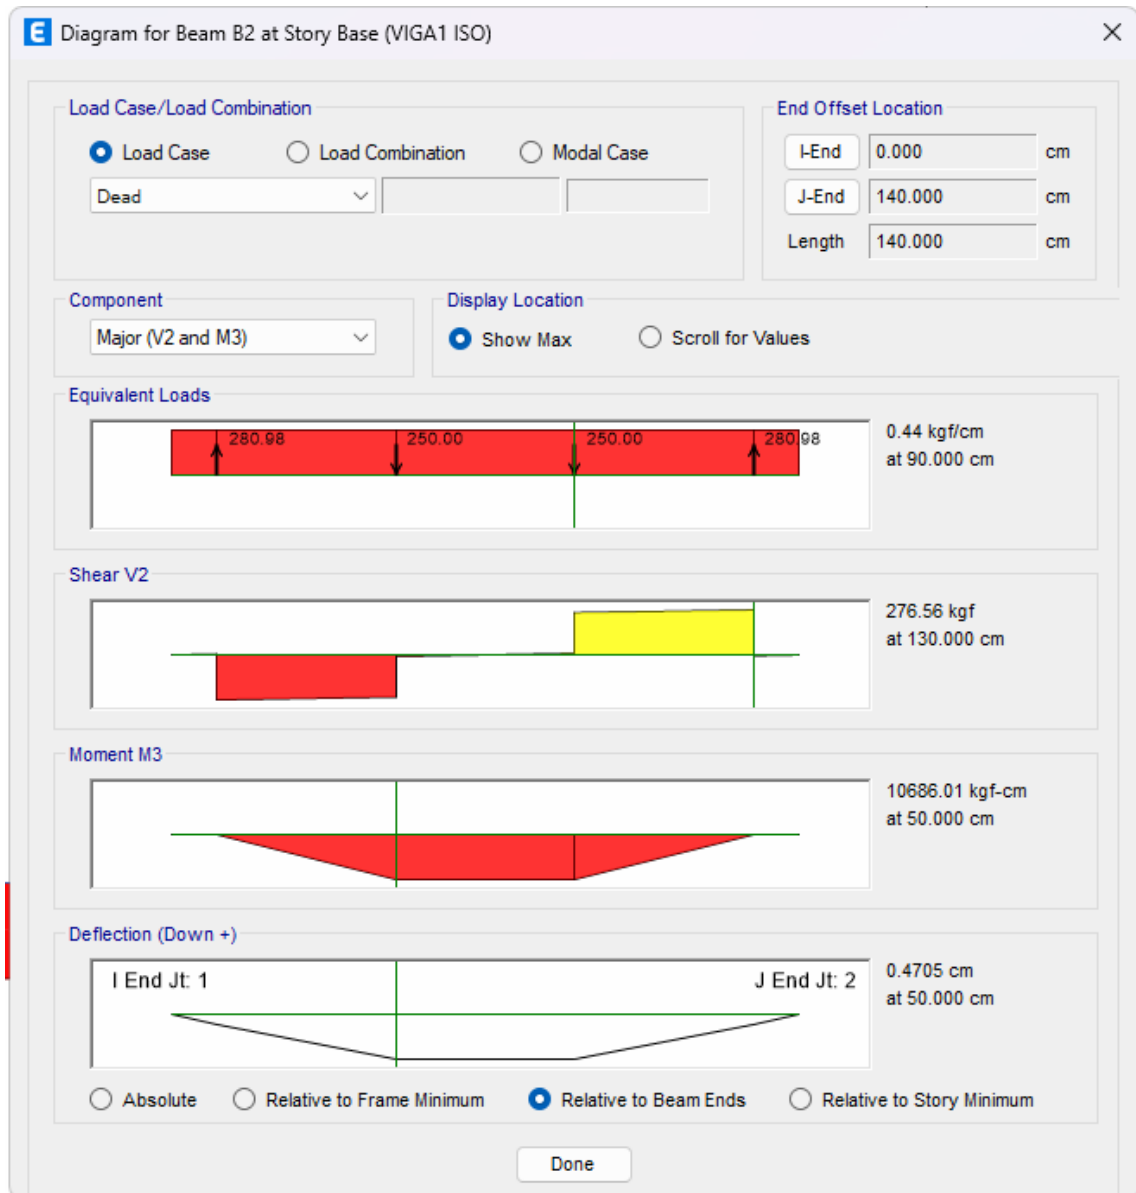 E Diagram for Beam B2 at Story Base (VIGA1 ISO)
Load Case/Load Combination
Load Case Load Combination Modal Case
Dead
End Offset Location
I-End 0.000 cm
J-End 140.000 cm
Length 140.000 cm
Component
Major (V2 and M3)
Display Location
Show Max Scroll for Values
Equivalent Loads
280.98 250.00 250.00 280.98
0.44 kgf/cm
at 90.000 cm
Shear V2
276.56 kgf
at 130.000 cm
Moment M3
10686.01 kgf-cm
at 50.000 cm
Deflection (Down +)
I End Jt: 1 J End Jt: 2
0.4705 cm
at 50.000 cm
Absolute Relative to Frame Minimum Relative to Beam Ends Relative to Story Minimum
Done